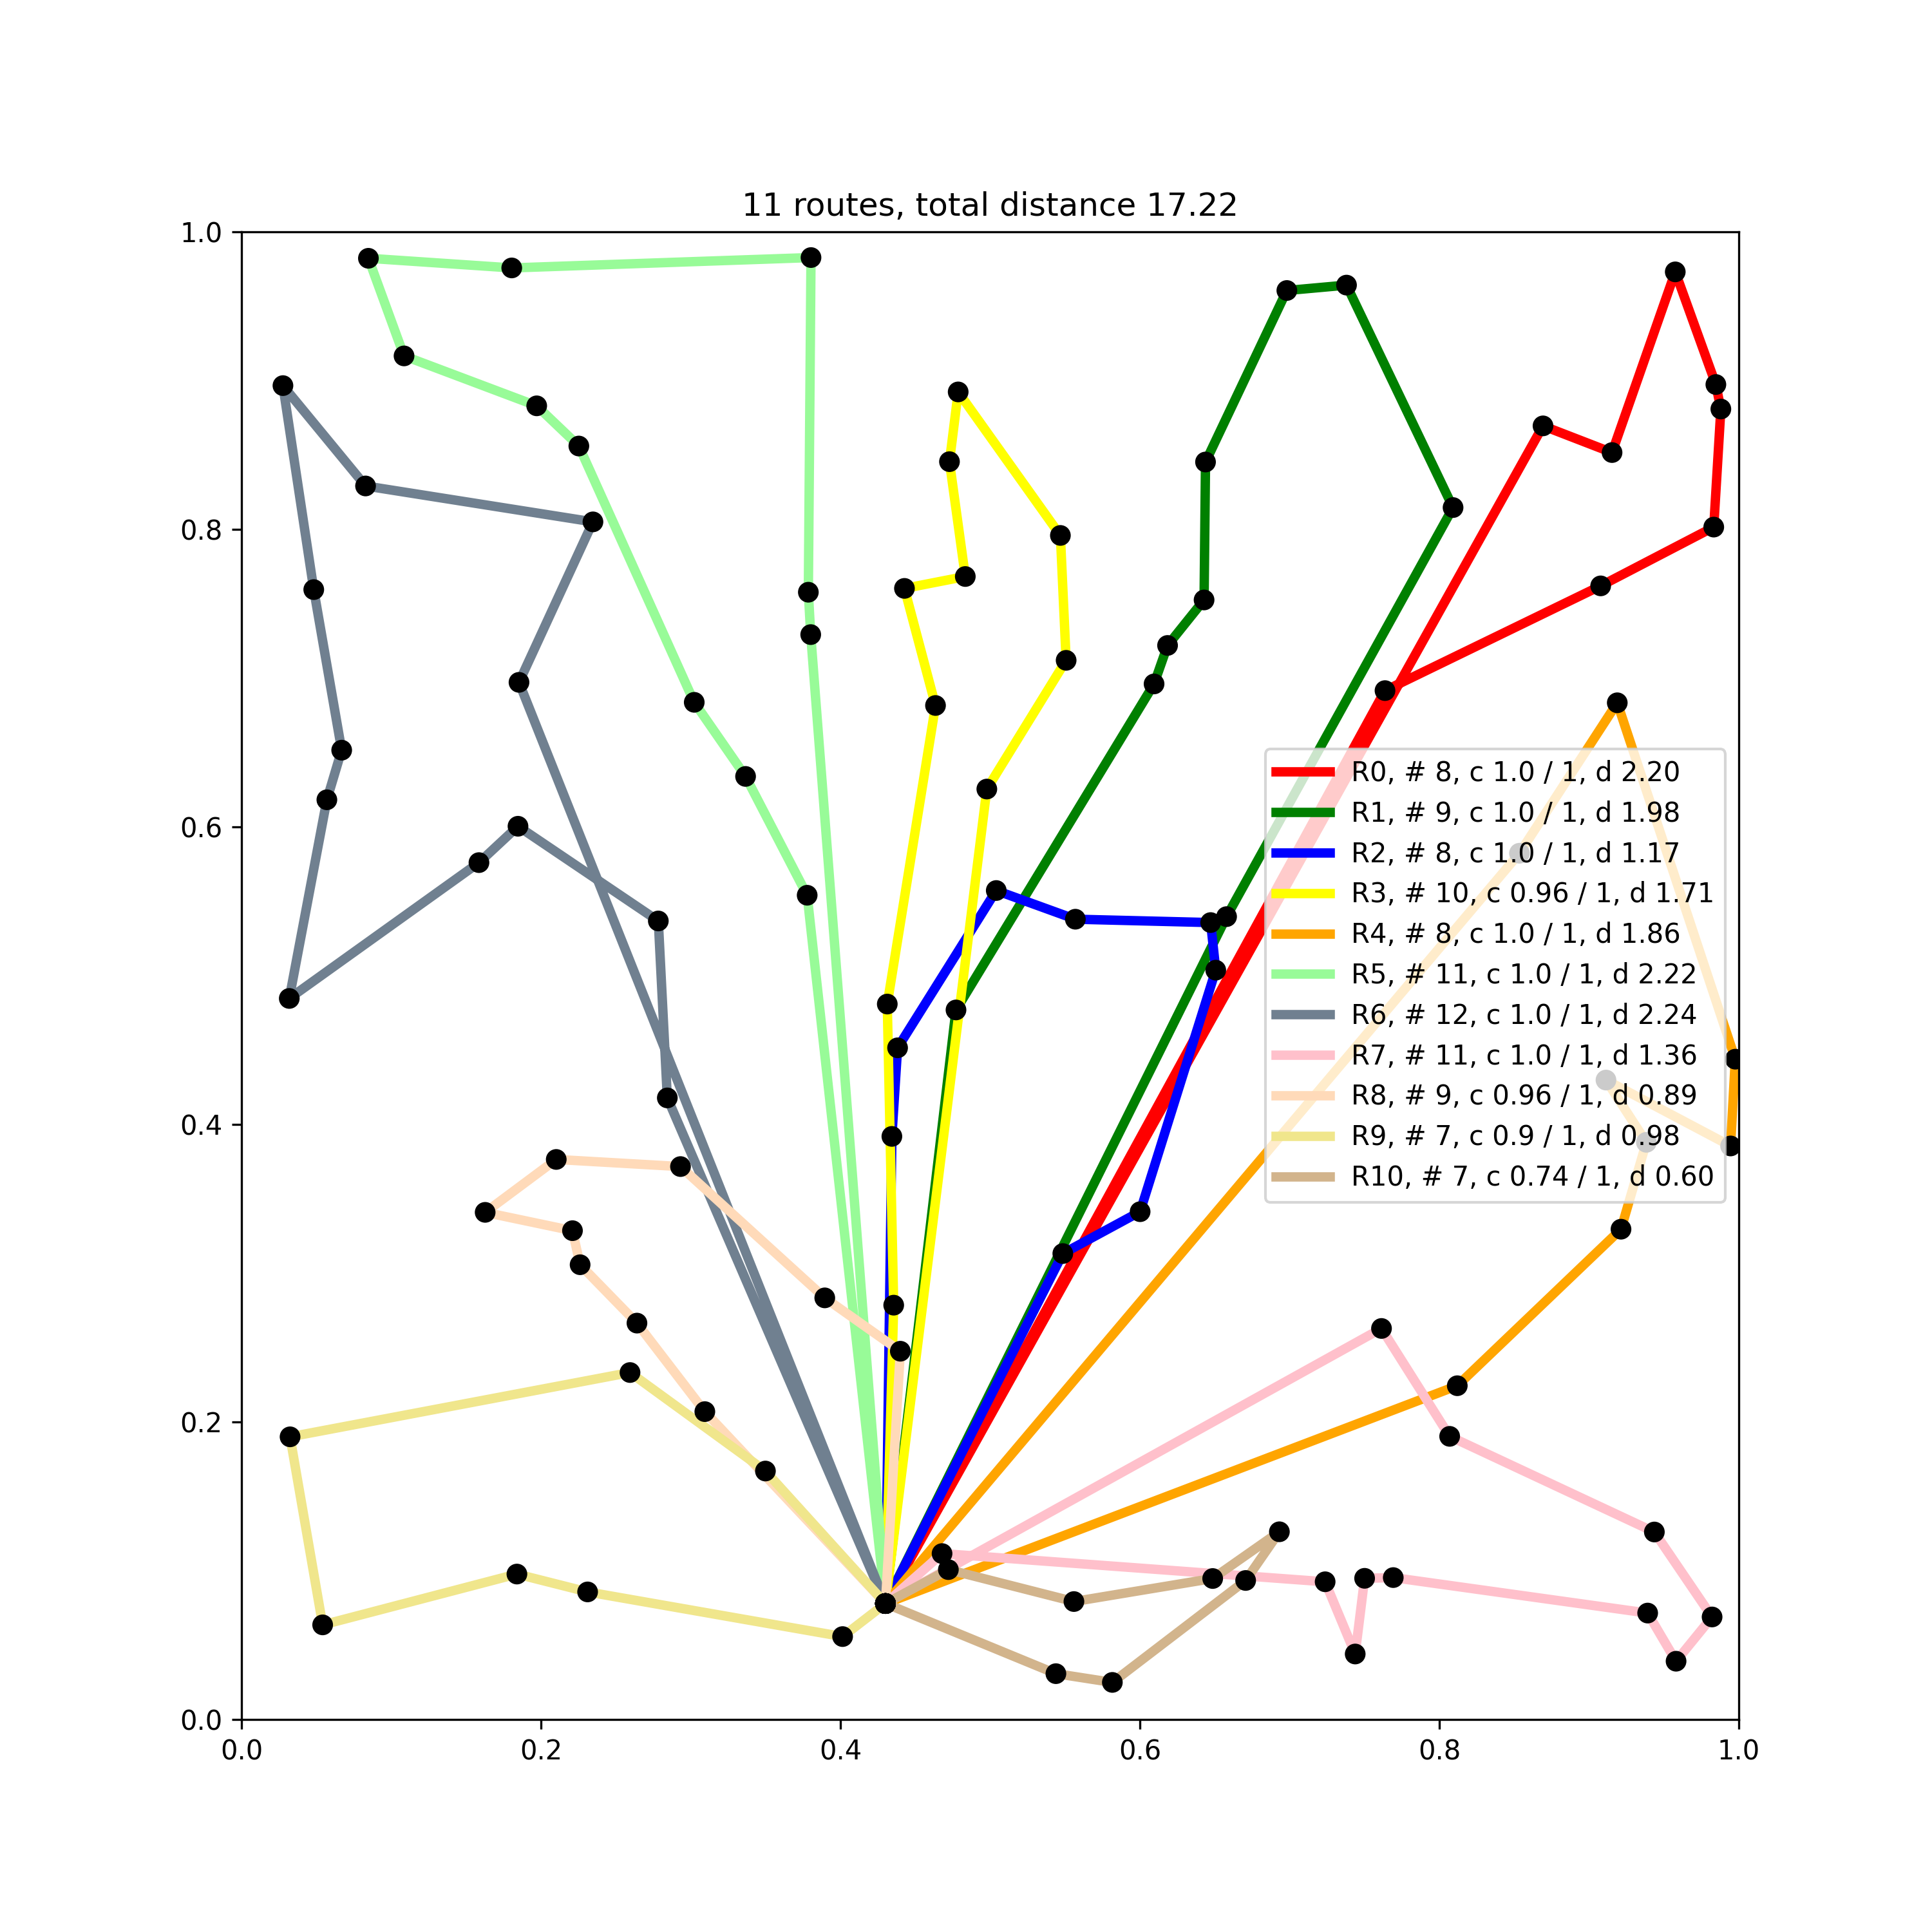 11 routes, total distance 17.22
1.0
0.8
0.6
0.4
0.2
0.0
R0, # 8, c 1.0 / 1, d 2.20
R1, # 9, c 1.0 / 1, d 1.98
R2, # 8, c 1.0 / 1, d 1.17
R3, # 10, c 0.96 / 1, d 1.71
R4, # 8, c 1.0 / 1, d 1.86
R5, # 11, c 1.0 / 1, d 2.22
R6, # 12, c 1.0 / 1, d 2.24
R7, # 11, c 1.0 / 1, d 1.36
R8, # 9, c 0.96 / 1, d 0.89
R9, # 7, c 0.9 / 1, d 0.98
R10, # 7, c 0.74 / 1, d 0.60
0.0 0.2 0.4 0.6 0.8 1.0